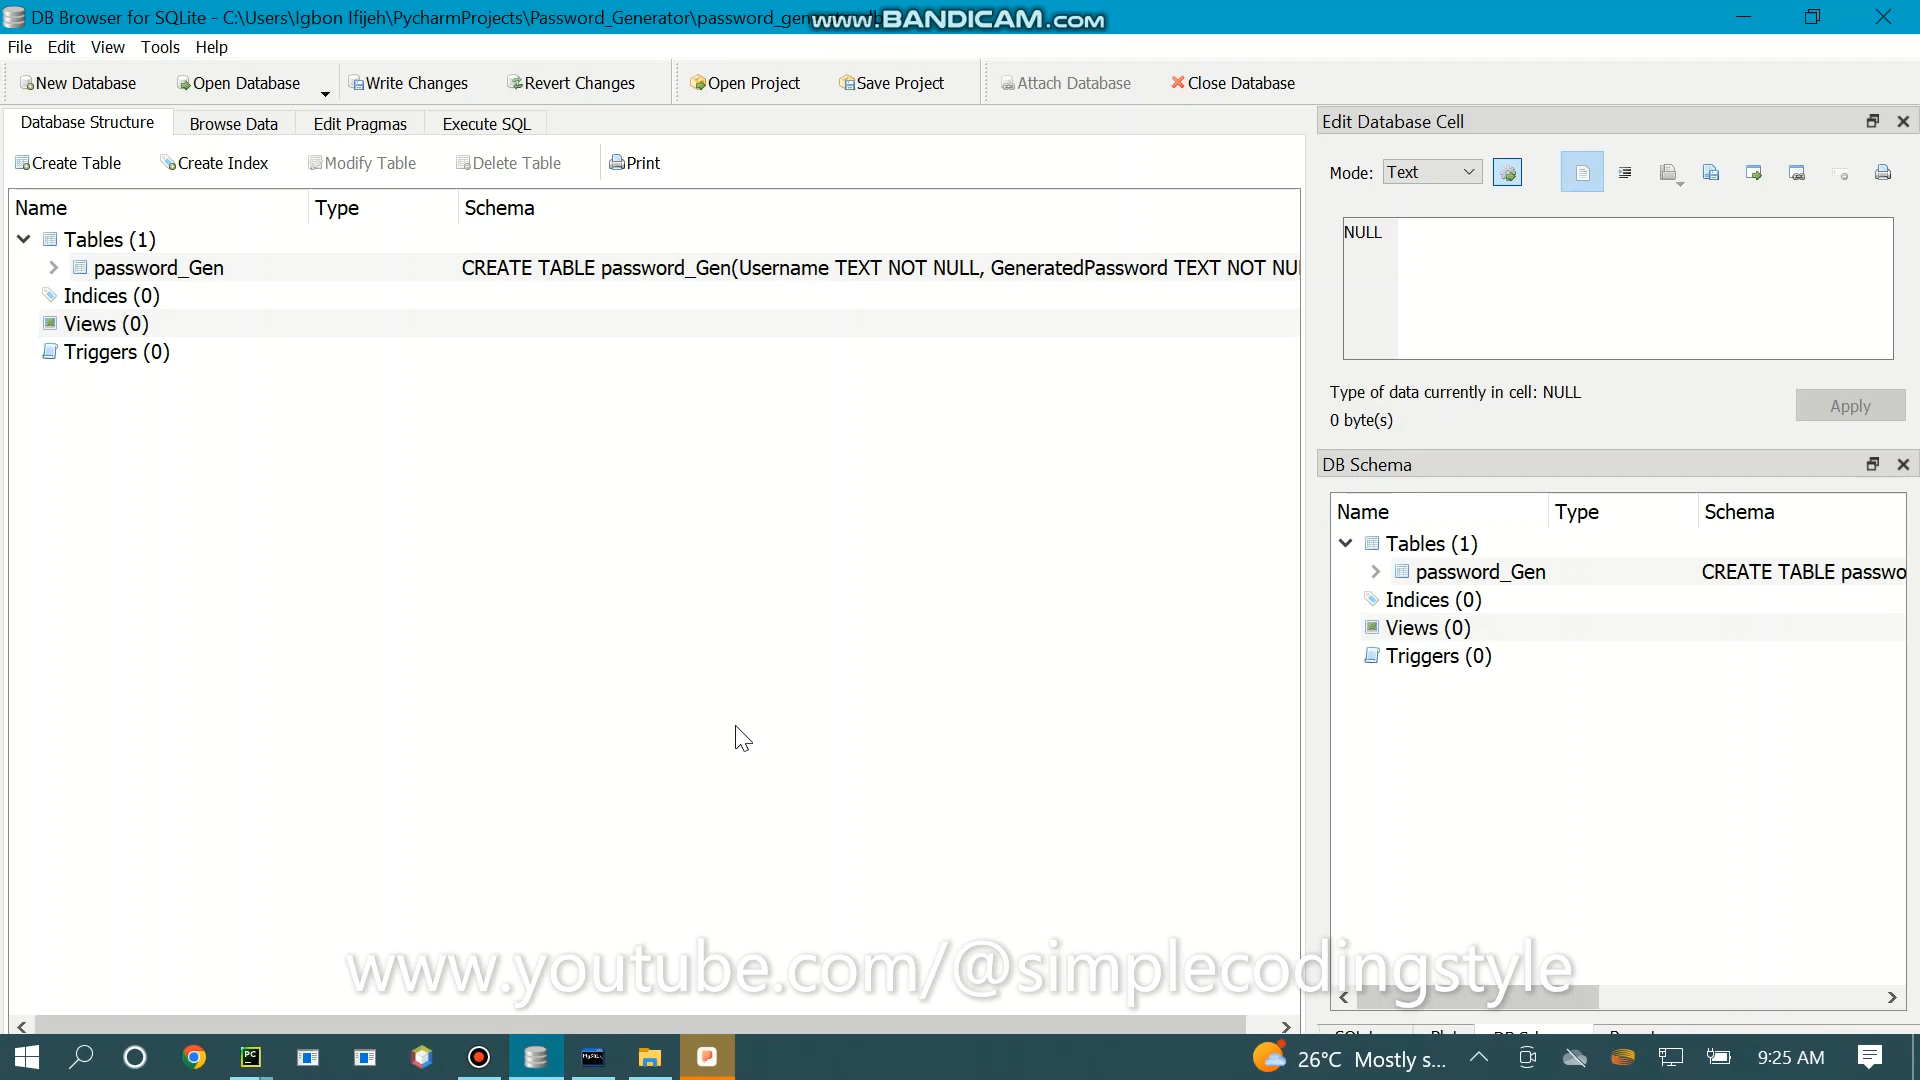 DB Browser for SQLite - C:\Users\Igbon Ifijeh\PycharmProjects\Password_Generator\password_gen
www.BANDICAM.com
File Edit View Tools Help
New Database Open Database Write Changes Revert Changes Open Project Save Project Attach Database Close Database
Database Structure Browse Data Edit Pragmas Execute SQL
Create Table Create Index Modify Table Delete Table Print
Name Type Schema
Tables (1)
password_Gen CREATE TABLE password_Gen(Username TEXT NOT NULL, GeneratedPassword TEXT NOT NUI
Indices (0)
Views (0)
Triggers (0)
Edit Database Cell
Mode: Text
NULL
Type of data currently in cell: NULL
0 byte(s)
Apply
DB Schema
Name Type Schema
Tables (1)
password_Gen CREATE TABLE passwo
Indices (0)
Views (0)
Triggers (0)
www.youtube.com/@simplecodingstyle
PC
26°C Mostly s...
9:25 AM